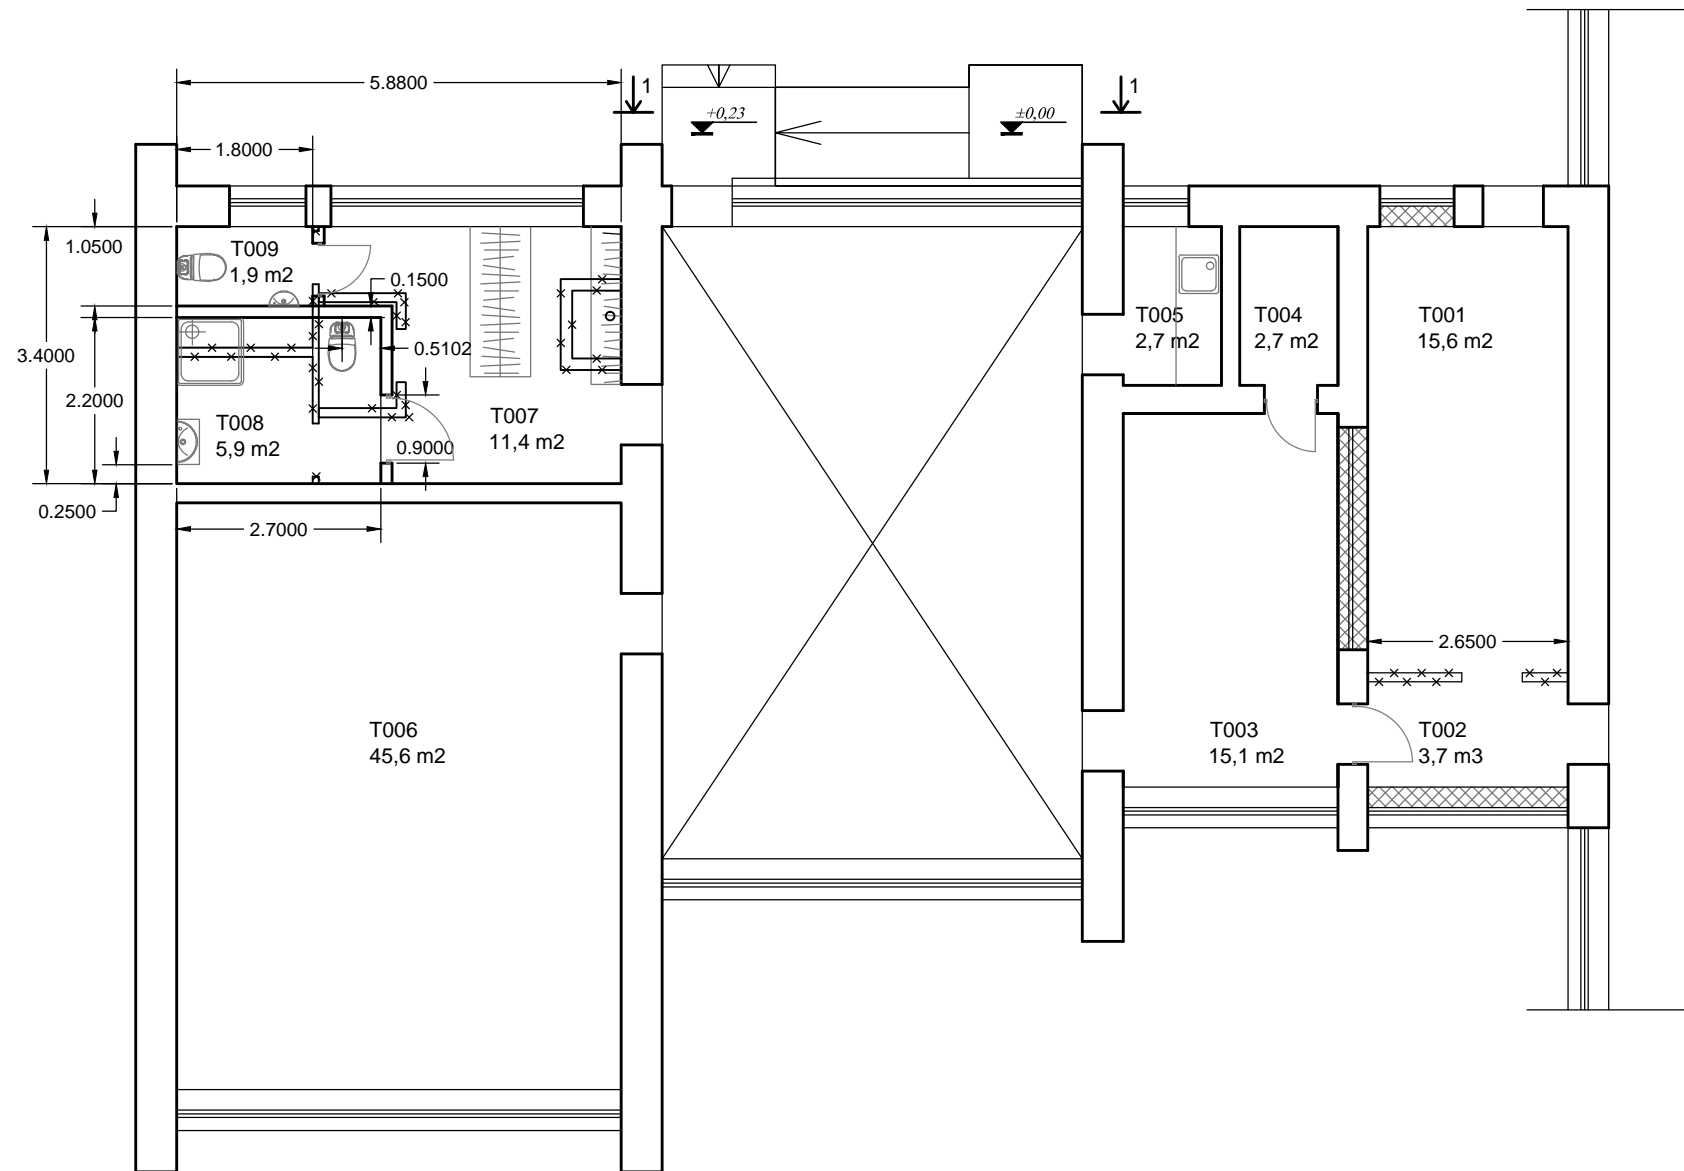 5.8800
1
1
+0,23
±0,00
1.8000
T009
1,9 m2
1.0500
0.1500
T005
2,7 m2
T004
2,7 m2
T001
15,6 m2
3.4000
0.5102
2.2000
T008
5,9 m2
T007
11,4 m2
0.9000
0.2500
2.7000
2.6500
T006
45,6 m2
T003
15,1 m2
T002
3,7 m3